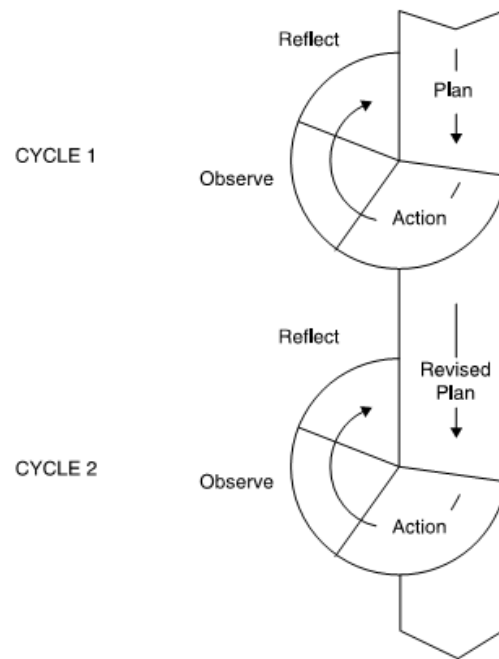 Reflect
Plan
CYCLE 1
Observe
Action
Reflect
Revised
Plan
CYCLE 2
Observe
Action